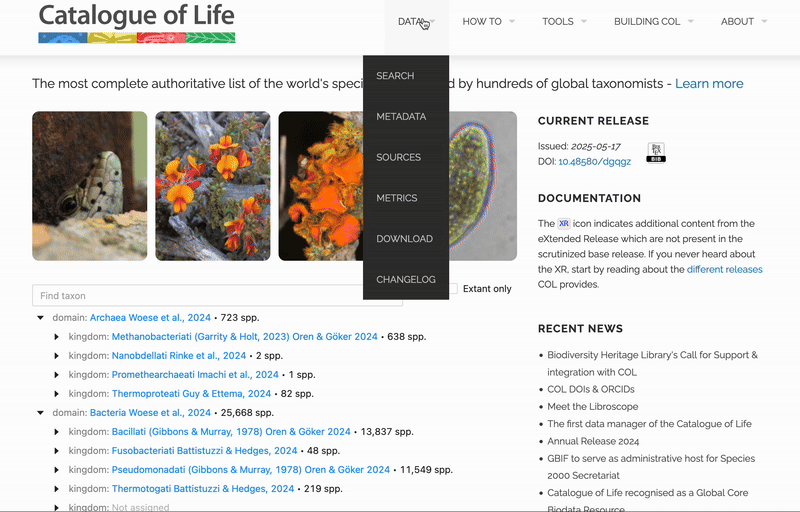 Catalogue of Life
DATA HOW TO TOOLS BUILDING COL ABOUT
SEARCH
METADATA
SOURCES
METRICS
DOWNLOAD
CHANGELOG
The most complete authoritative list of the world's speci d by hundreds of global taxonomists - Learn more
Find taxon
Extant only
domain: Archaea Woese et al., 2024 • 723 spp.
kingdom: Methanobacteriati (Garrity & Holt, 2023) Oren & Göker 2024 • 638 spp.
kingdom: Nanobdellati Rinke et al., 2024 • 2 spp.
kingdom: Promethearchaeati Imachi et al., 2024 • 1 spp.
kingdom: Thermoproteati Guy & Ettema, 2024 • 82 spp.
domain: Bacteria Woese et al., 2024 • 25,668 spp.
kingdom: Bacillati (Gibbons & Murray, 1978) Oren & Göker 2024 • 13,837 spp.
kingdom: Fusobacteriati Battistuzzi & Hedges, 2024 • 48 spp.
kingdom: Pseudomonadati (Gibbons & Murray, 1978) Oren & Göker 2024 • 11,549 spp.
kingdom: Thermotogati Battistuzzi & Hedges, 2024 • 219 spp.
kingdom: Not assigned
CURRENT RELEASE
Issued: 2025-05-17
DOI: 10.48580/dgqgz
BIB
DOCUMENTATION
The XR icon indicates additional content from the
eXtended Release which are not present in the
scrutinized base release. If you never heard about
the XR, start by reading about the different releases
COL provides.
RECENT NEWS
Biodiversity Heritage Library's Call for Support &
integration with COL
COL DOIs & ORCIDs
Meet the Libroscope
The first data manager of the Catalogue of Life
Annual Release 2024
GBIF to serve as administrative host for Species
2000 Secretariat
Catalogue of Life recognised as a Global Core
Biodata Resource